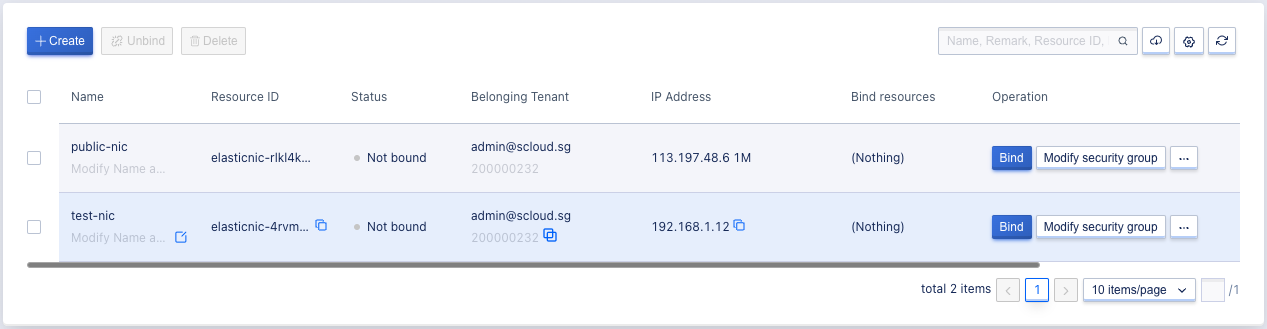 Create Unbind Delete Name, Remark, Resource ID,
Name Resource ID Status Belonging Tenant IP Address Bind resources Operation
public-nic admin@scloud.sg
elasticnic-rlkl4k... Not bound 113.197.48.6 1M (Nothing) Bind Modify security group ...
Modify Name a... 200000232
test-nic admin@scloud.sg
elasticnic-4rvm... Not bound 192.168.1.12 (Nothing) Bind Modify security group ...
Modify Name a... 200000232
total 2 items 1 10 items/page /1